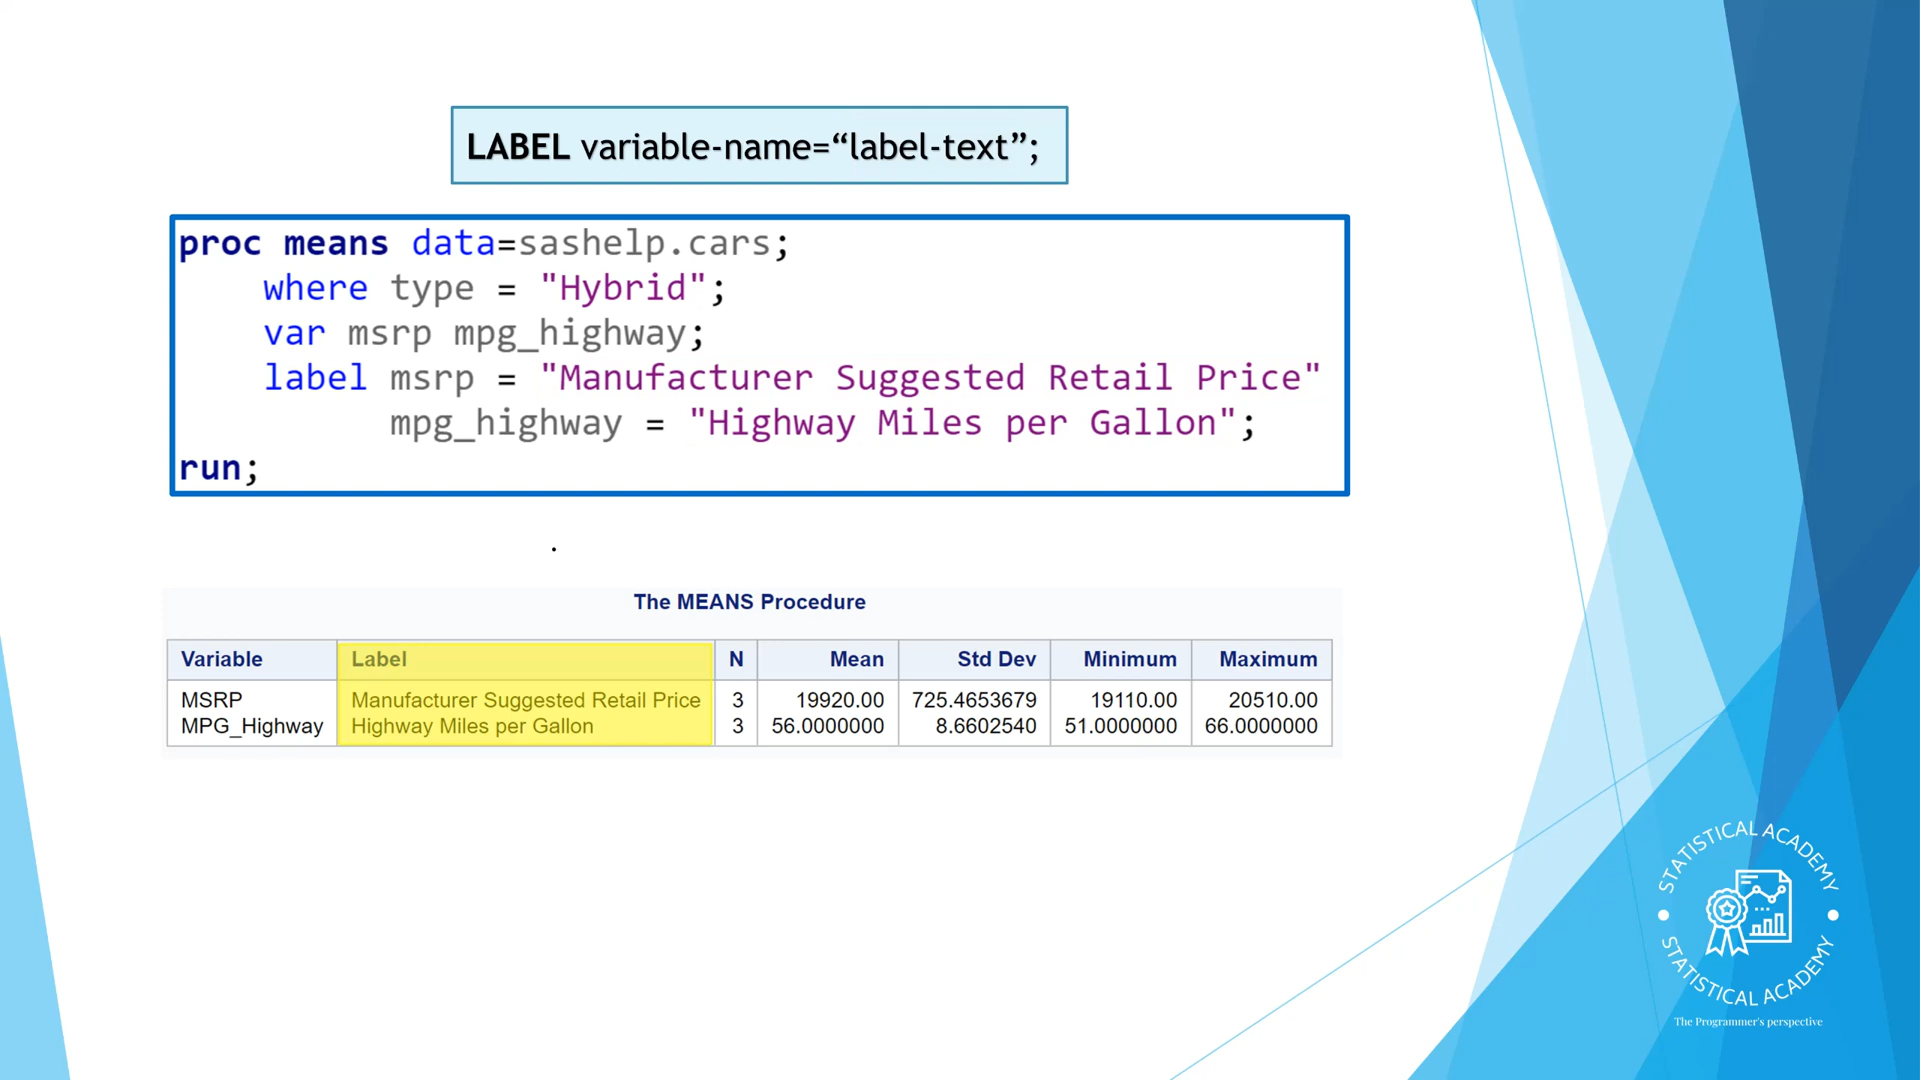 LABEL variable-name=“label-text”;
proc means data=sashelp.cars;
where type = "Hybrid";
var msrp mpg_highway;
label msrp = "Manufacturer Suggested Retail Price"
mpg_highway = "Highway Miles per Gallon";
run;
.
The MEANS Procedure
Variable Label N Mean Std Dev Minimum Maximum
MSRP Manufacturer Suggested Retail Price 3 19920.00 725.4653679 19110.00 20510.00
MPG_Highway Highway Miles per Gallon 3 56.0000000 8.6602540 51.0000000 66.0000000
STATISTICAL ACADEMY
STATISTICAL ACADEMY
The Programmer's perspective